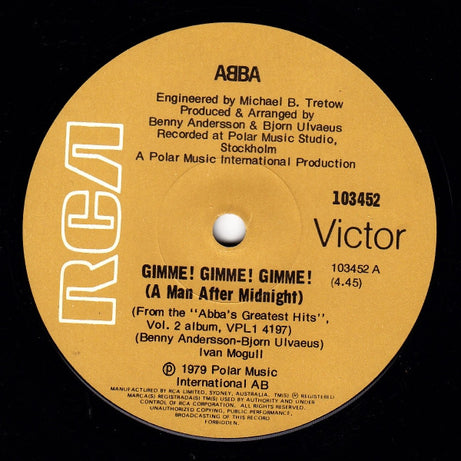 ABBA
Engineered by Michael B. Tretow
Produced & Arranged by
Benny Andersson & Bjorn Ulvaeus
Recorded at Polar Music Studio,
Stockholm
A Polar Music International Production
RCA
103452
Victor
103452 A
(4.45)
GIMME! GIMME! GIMME!
(A Man After Midnight)
(From the "Abba's Greatest Hits",
Vol. 2 album, VPL1 4197)
(Benny Andersson-Bjorn Ulvaeus)
Ivan Mogull
℗ 1979 Polar Music
International AB
MANUFACTURED BY RCA LIMITED, SYDNEY, AUSTRALIA. TM(S) ® REGISTERED
MARCA(S) REGISTRADA(S) TM(S) USED BY AUTHORITY AND UNDER
CONTROL OF RCA CORPORATION. ALL RIGHTS RESERVED.
UNAUTHORIZED COPYING, PUBLIC PERFORMANCE,
BROADCASTING OF THIS RECORD
FORBIDDEN.